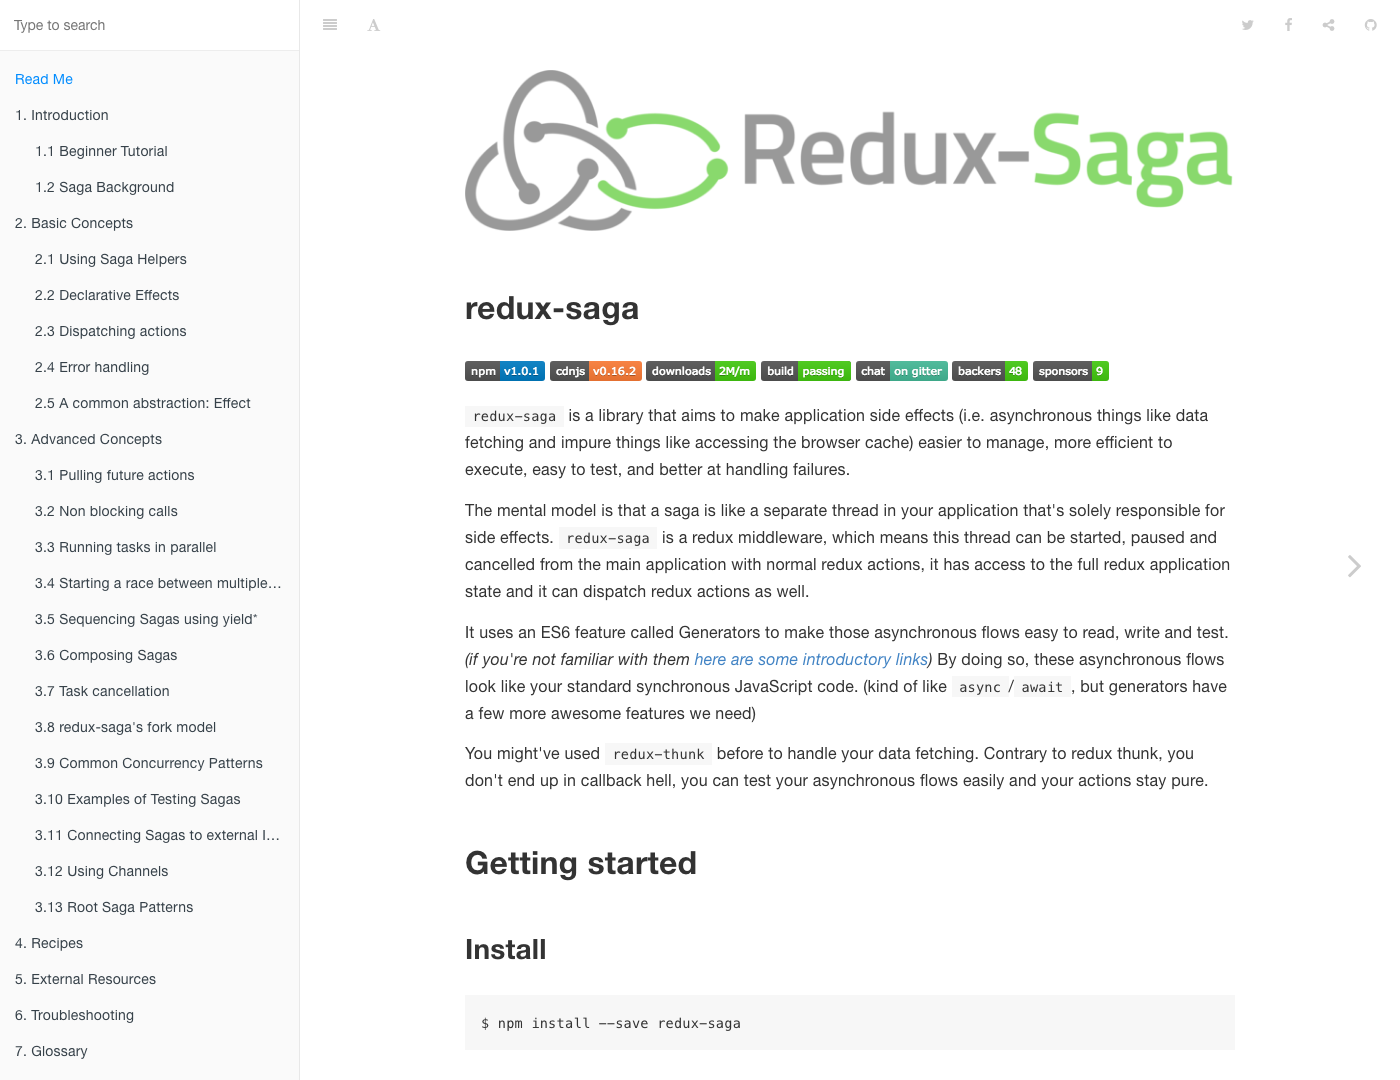 Type to search
Read Me
1. Introduction
1.1 Beginner Tutorial
1.2 Saga Background
2. Basic Concepts
2.1 Using Saga Helpers
2.2 Declarative Effects
2.3 Dispatching actions
2.4 Error handling
2.5 A common abstraction: Effect
3. Advanced Concepts
3.1 Pulling future actions
3.2 Non blocking calls
3.3 Running tasks in parallel
3.4 Starting a race between multiple…
3.5 Sequencing Sagas using yield*
3.6 Composing Sagas
3.7 Task cancellation
3.8 redux-saga's fork model
3.9 Common Concurrency Patterns
3.10 Examples of Testing Sagas
3.11 Connecting Sagas to external I…
3.12 Using Channels
3.13 Root Saga Patterns
4. Recipes
5. External Resources
6. Troubleshooting
7. Glossary
A
Redux-Saga
redux-saga
npm v1.0.1 cdnjs v0.16.2 downloads 2M/m build passing chat on gitter backers 48 sponsors 9
redux-saga is a library that aims to make application side effects (i.e. asynchronous things like data
fetching and impure things like accessing the browser cache) easier to manage, more efficient to
execute, easy to test, and better at handling failures.
The mental model is that a saga is like a separate thread in your application that's solely responsible for
side effects. redux-saga is a redux middleware, which means this thread can be started, paused and
cancelled from the main application with normal redux actions, it has access to the full redux application
state and it can dispatch redux actions as well.
It uses an ES6 feature called Generators to make those asynchronous flows easy to read, write and test.
(if you're not familiar with them here are some introductory links) By doing so, these asynchronous flows
look like your standard synchronous JavaScript code. (kind of like async / await , but generators have
a few more awesome features we need)
You might've used redux-thunk before to handle your data fetching. Contrary to redux thunk, you
don't end up in callback hell, you can test your asynchronous flows easily and your actions stay pure.
Getting started
Install
$ npm install --save redux-saga